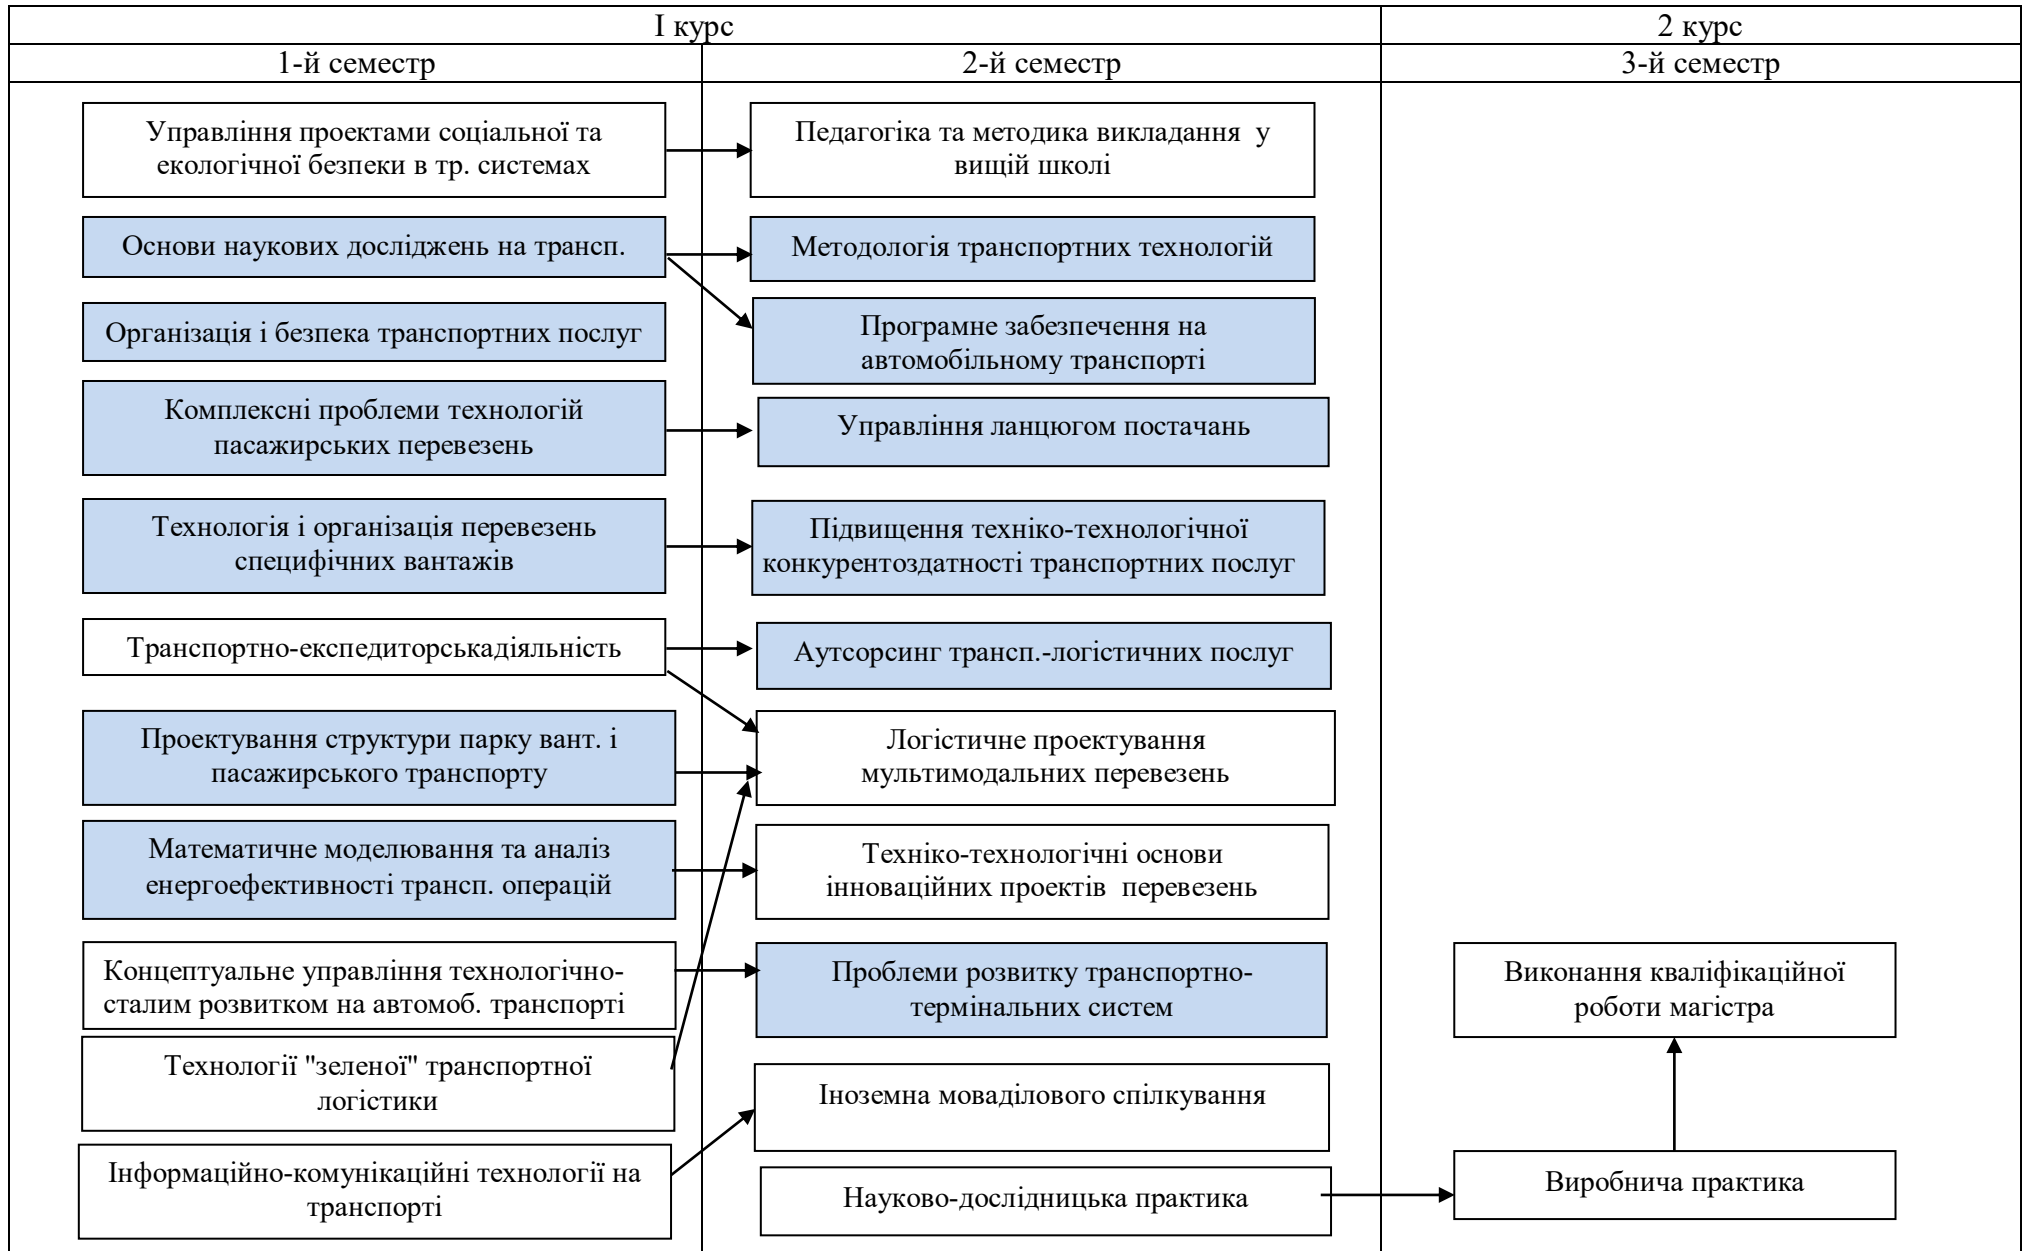 І курс
2 курс
1-й семестр
2-й семестр
3-й семестр
Управління проектами соціальної та
екологічної безпеки в тр. системах
Педагогіка та методика викладання у
вищій школі
Основи наукових досліджень на трансп.
Методологія транспортних технологій
Організація і безпека транспортних послуг
Програмне забезпечення на
автомобільному транспорті
Комплексні проблеми технологій
пасажирських перевезень
Управління ланцюгом постачань
Технологія і організація перевезень
специфічних вантажів
Підвищення техніко-технологічної
конкурентоздатності транспортних послуг
Транспортно-експедиторськадіяльність
Аутсорсинг трансп.-логістичних послуг
Проектування структури парку вант. і
пасажирського транспорту
Логістичне проектування
мультимодальних перевезень
Математичне моделювання та аналіз
енергоефективності трансп. операцій
Техніко-технологічні основи
інноваційних проектів перевезень
Концептуальне управління технологічно-
сталим розвитком на автомоб. транспорті
Проблеми розвитку транспортно-
термінальних систем
Виконання кваліфікаційної
роботи магістра
Технології "зеленої" транспортної
логістики
Іноземна моваділового спілкування
Інформаційно-комунікаційні технології на
транспорті
Науково-дослідницька практика
Виробнича практика